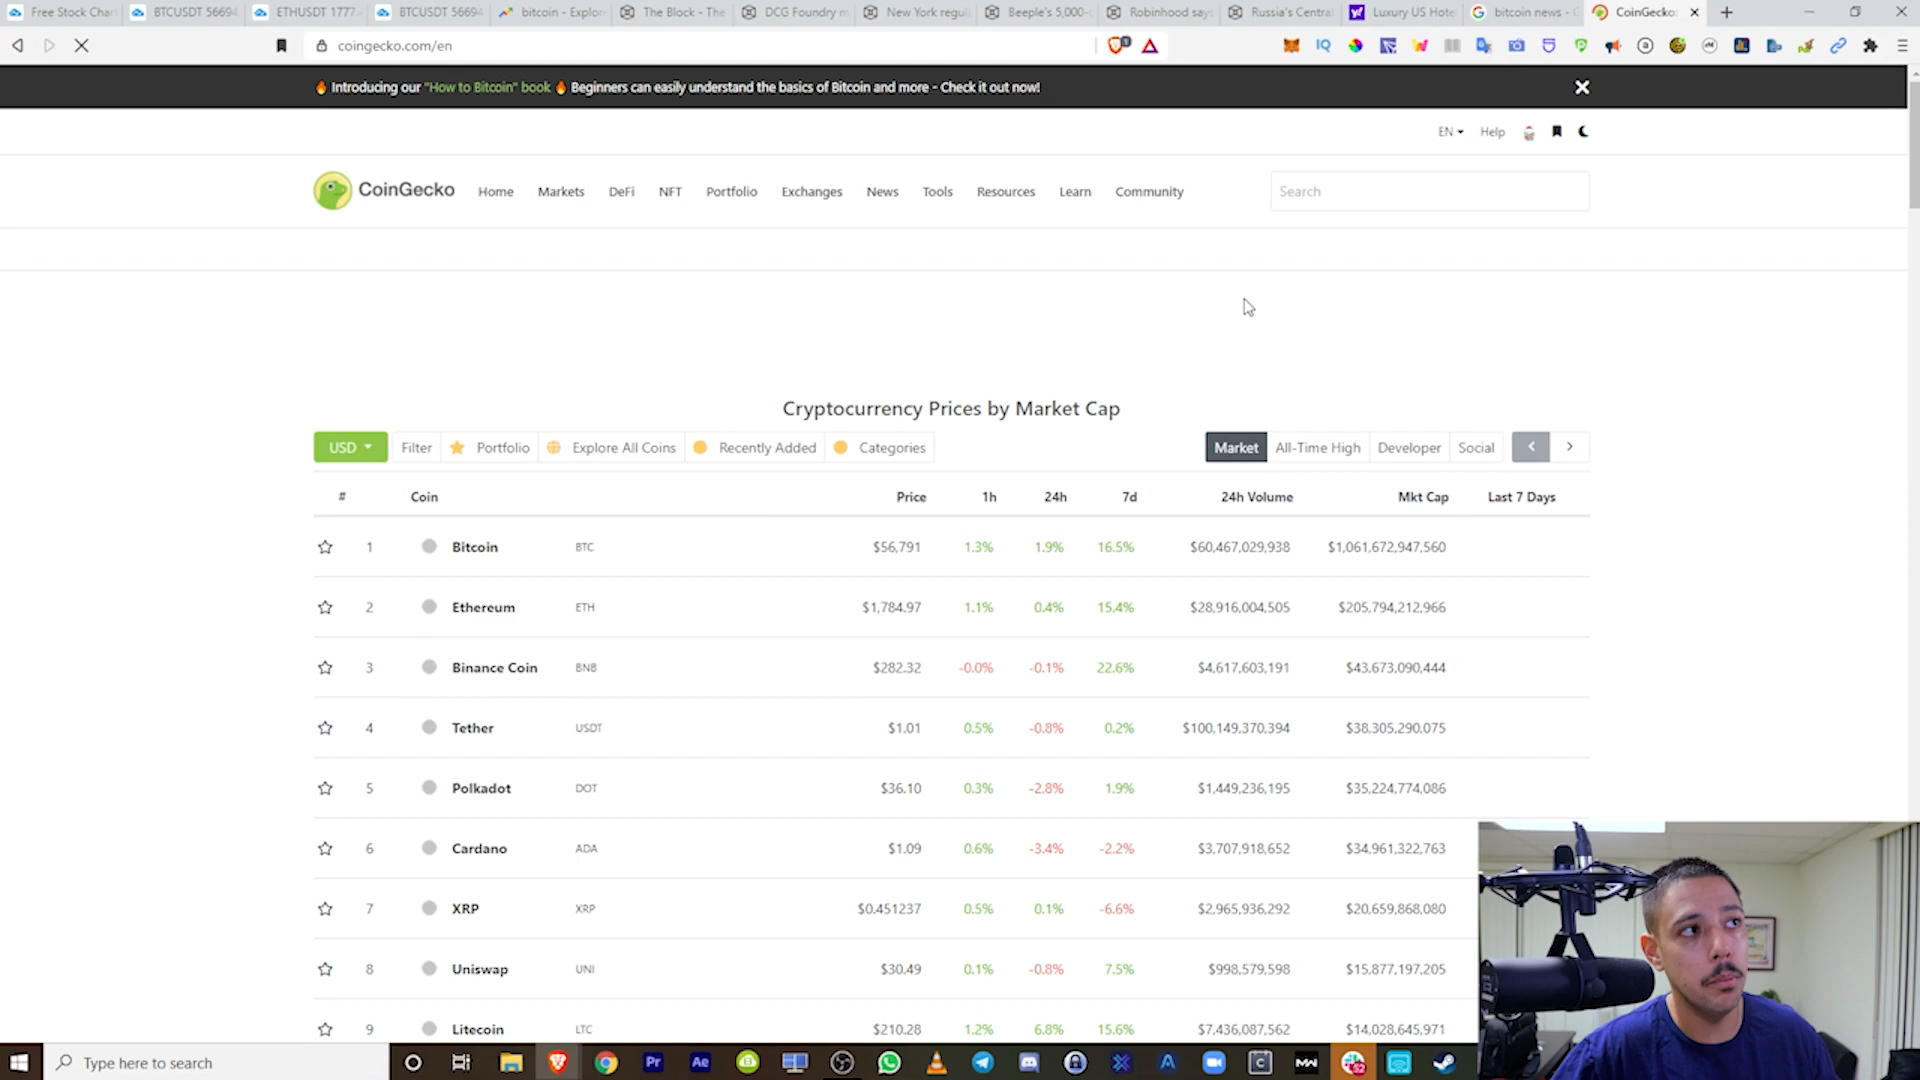 Free Stock Char
BTCUSDT 56694
ETHUSDT 1777.
BTCUSDT 56694
bitcoin - Explor
The Block - The
DCG Foundry m
New York regul
Beeple's 5,000-
Robinhood says
Russia's Central
Luxury US Hote
bitcoin news - G
CoinGecko:
coingecko.com/en
🔥 Introducing our "How to Bitcoin" book 🔥 Beginners can easily understand the basics of Bitcoin and more - Check it out now!
EN Help
CoinGecko Home Markets DeFi NFT Portfolio Exchanges News Tools Resources Learn Community Search
Cryptocurrency Prices by Market Cap
USD Filter Portfolio Explore All Coins Recently Added Categories Market All-Time High Developer Social
# Coin Price 1h 24h 7d 24h Volume Mkt Cap Last 7 Days
1 Bitcoin BTC $56,791 1.3% 1.9% 16.5% $60,467,029,938 $1,061,672,947,560
2 Ethereum ETH $1,784.97 1.1% 0.4% 15.4% $28,916,004,505 $205,794,212,966
3 Binance Coin BNB $282.32 -0.0% -0.1% 22.6% $4,617,603,191 $43,673,090,444
4 Tether USDT $1.01 0.5% -0.8% 0.2% $100,149,370,394 $38,305,290,075
5 Polkadot DOT $36.10 0.3% -2.8% 1.9% $1,449,236,195 $35,224,774,086
6 Cardano ADA $1.09 0.6% -3.4% -2.2% $3,707,918,652 $34,961,322,763
7 XRP XRP $0.451237 0.5% 0.1% -6.6% $2,965,936,292 $20,659,868,080
8 Uniswap UNI $30.49 0.1% -0.8% 7.5% $998,579,598 $15,877,197,205
9 Litecoin LTC $210.28 1.2% 6.8% 15.6% $7,436,087,562 $14,028,645,971
Type here to search
Pr
Ae